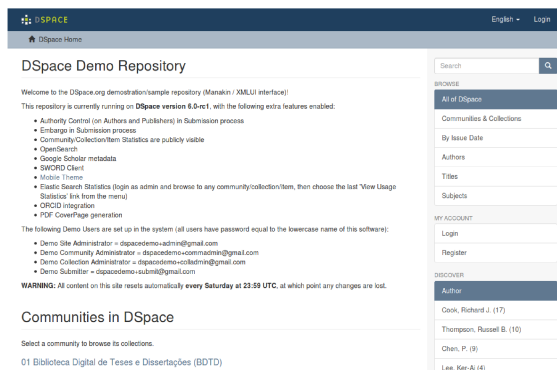 DSPACE
English
Login
DSpace Home
DSpace Demo Repository
Welcome to the DSpace.org demostration/sample repository (Manakin / XMLUI interface)!
This repository is currently running on DSpace version 6.0-rc1, with the following extra features enabled:
Authority Control (on Authors and Publishers) in Submission process
Embargo in Submission process
Community/Collection/Item Statistics are publicly visible
OpenSearch
Google Scholar metadata
SWORD Client
Mobile Theme
Elastic Search Statistics (login as admin and browse to any community/collection/item, then choose the last 'View Usage
Statistics' link from the menu)
ORCID integration
PDF CoverPage generation
The following Demo Users are set up in the system (all users have password equal to the lowercase name of this software):
Demo Site Administrator = dspacedemo+admin@gmail.com
Demo Community Administrator = dspacedemo+commadmin@gmail.com
Demo Collection Administrator = dspacedemo+colladmin@gmail.com
Demo Submitter = dspacedemo+submit@gmail.com
WARNING: All content on this site resets automatically every Saturday at 23:59 UTC, at which point any changes are lost.
Communities in DSpace
Select a community to browse its collections.
01 Biblioteca Digital de Teses e Dissertações (BDTD)
Search
BROWSE
All of DSpace
Communities & Collections
By Issue Date
Authors
Titles
Subjects
MY ACCOUNT
Login
Register
DISCOVER
Author
Cook, Richard J. (17)
Thompson, Russell B. (10)
Chen, P. (9)
Lee, Ker-Ai (4)